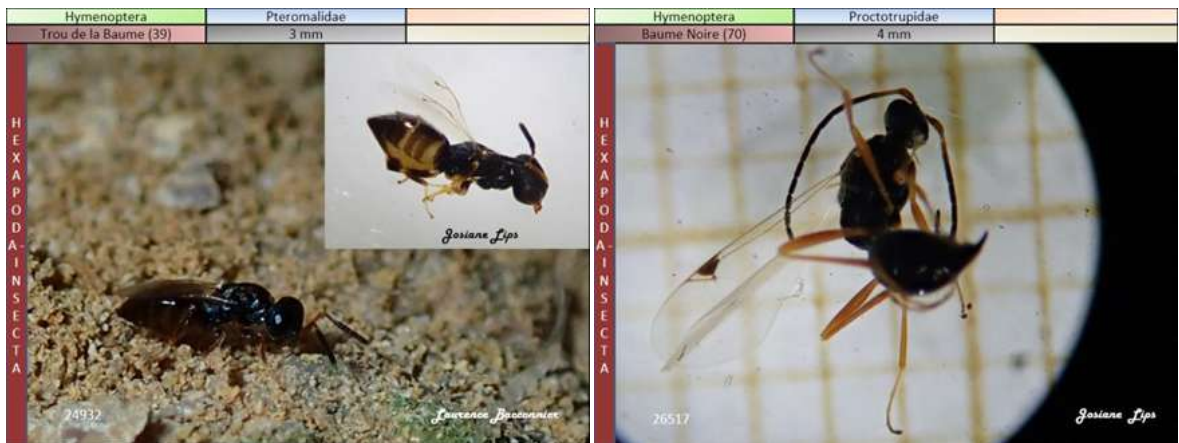 Hymenoptera
Pteromalidae
Trou de la Baume (39)
3 mm
HEXAPODA-INSECTA
Josiane Lips
24932
Laurence Bacconnier
Hymenoptera
Proctotrupidae
Baume Noire (70)
4 mm
HEXAPODA-INSECTA
26517
Josiane Lips